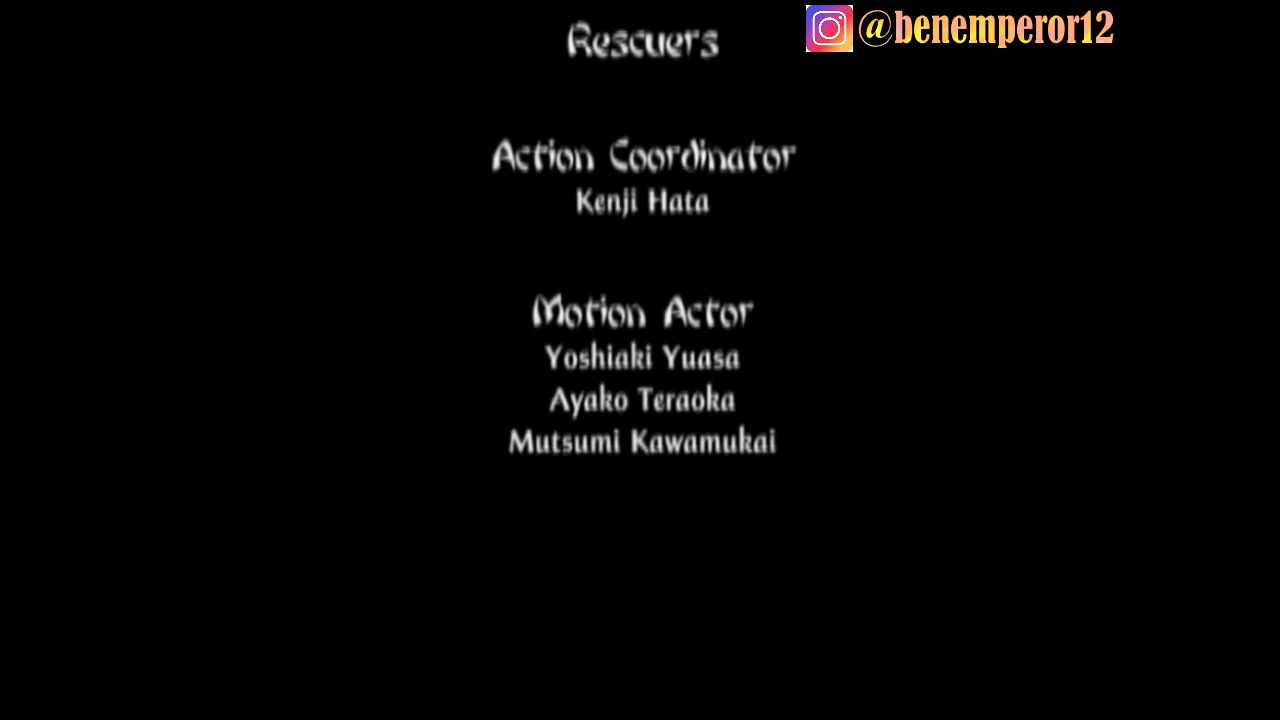 @benemperor12
Rescuers
Action Coordinator
Kenji Hata
Motion Actor
Yoshiaki Yuasa
Ayako Teraoka
Mutsumi Kawamukai